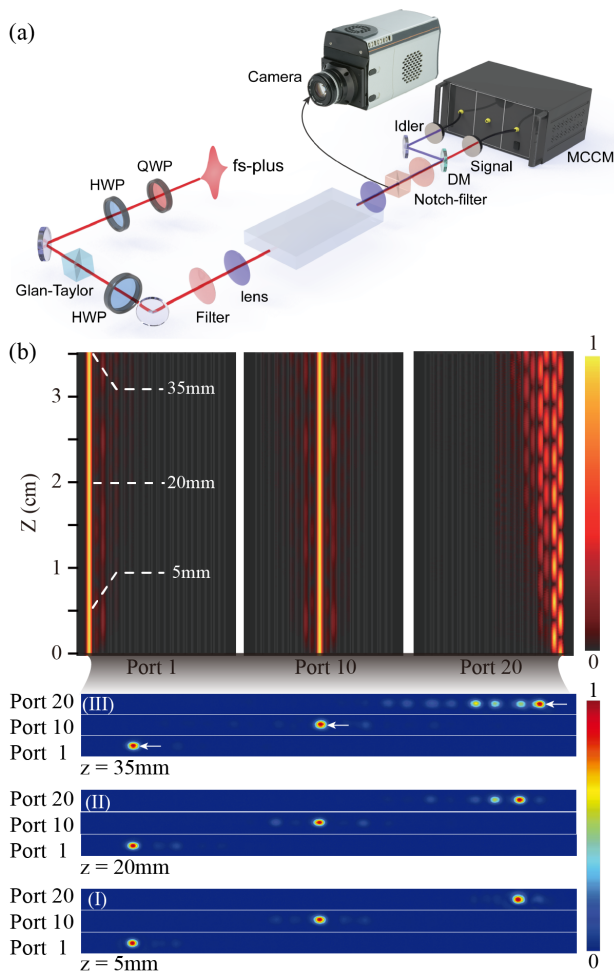 (a)
Camera
Idler
MCCM
Signal
DM
Notch-filter
fs-plus
QWP
HWP
Glan-Taylor
HWP
Filter
lens
(b)
1
3
35mm
2
20mm
Z (cm)
1
5mm
0
0
Port 1
Port 10
Port 20
1
Port 20
(III)
Port 10
Port 1
z = 35mm
Port 20
(II)
Port 10
Port 1
z = 20mm
Port 20
(I)
Port 10
Port 1
z = 5mm
0